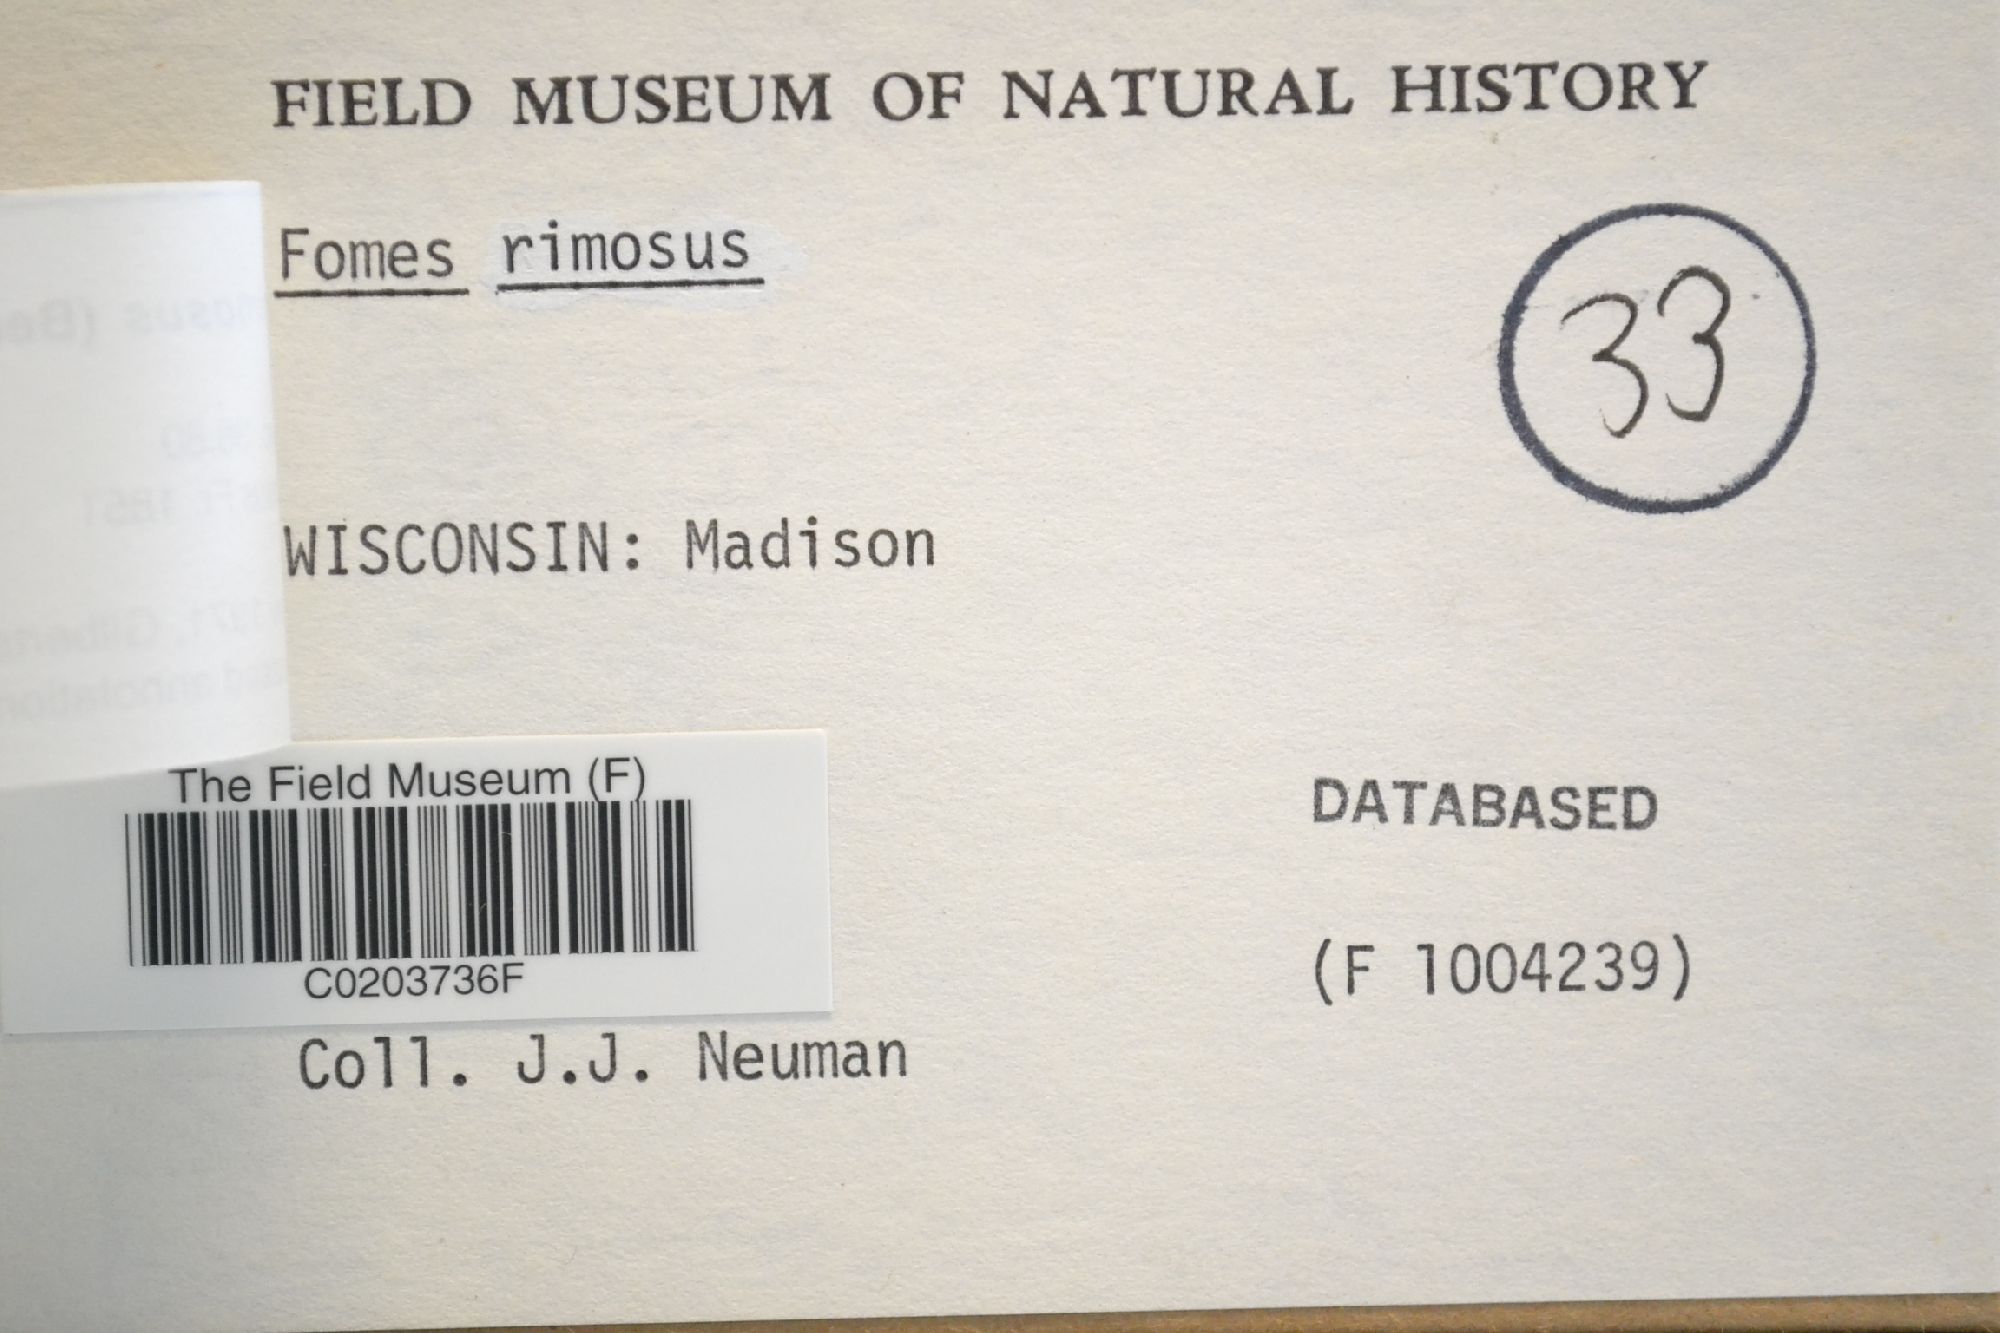 FIELD MUSEUM OF NATURAL HISTORY
Fomes rimosus
33
WISCONSIN: Madison
The Field Museum (F)
C0203736F
DATABASED
(F 1004239)
Coll. J.J. Neuman